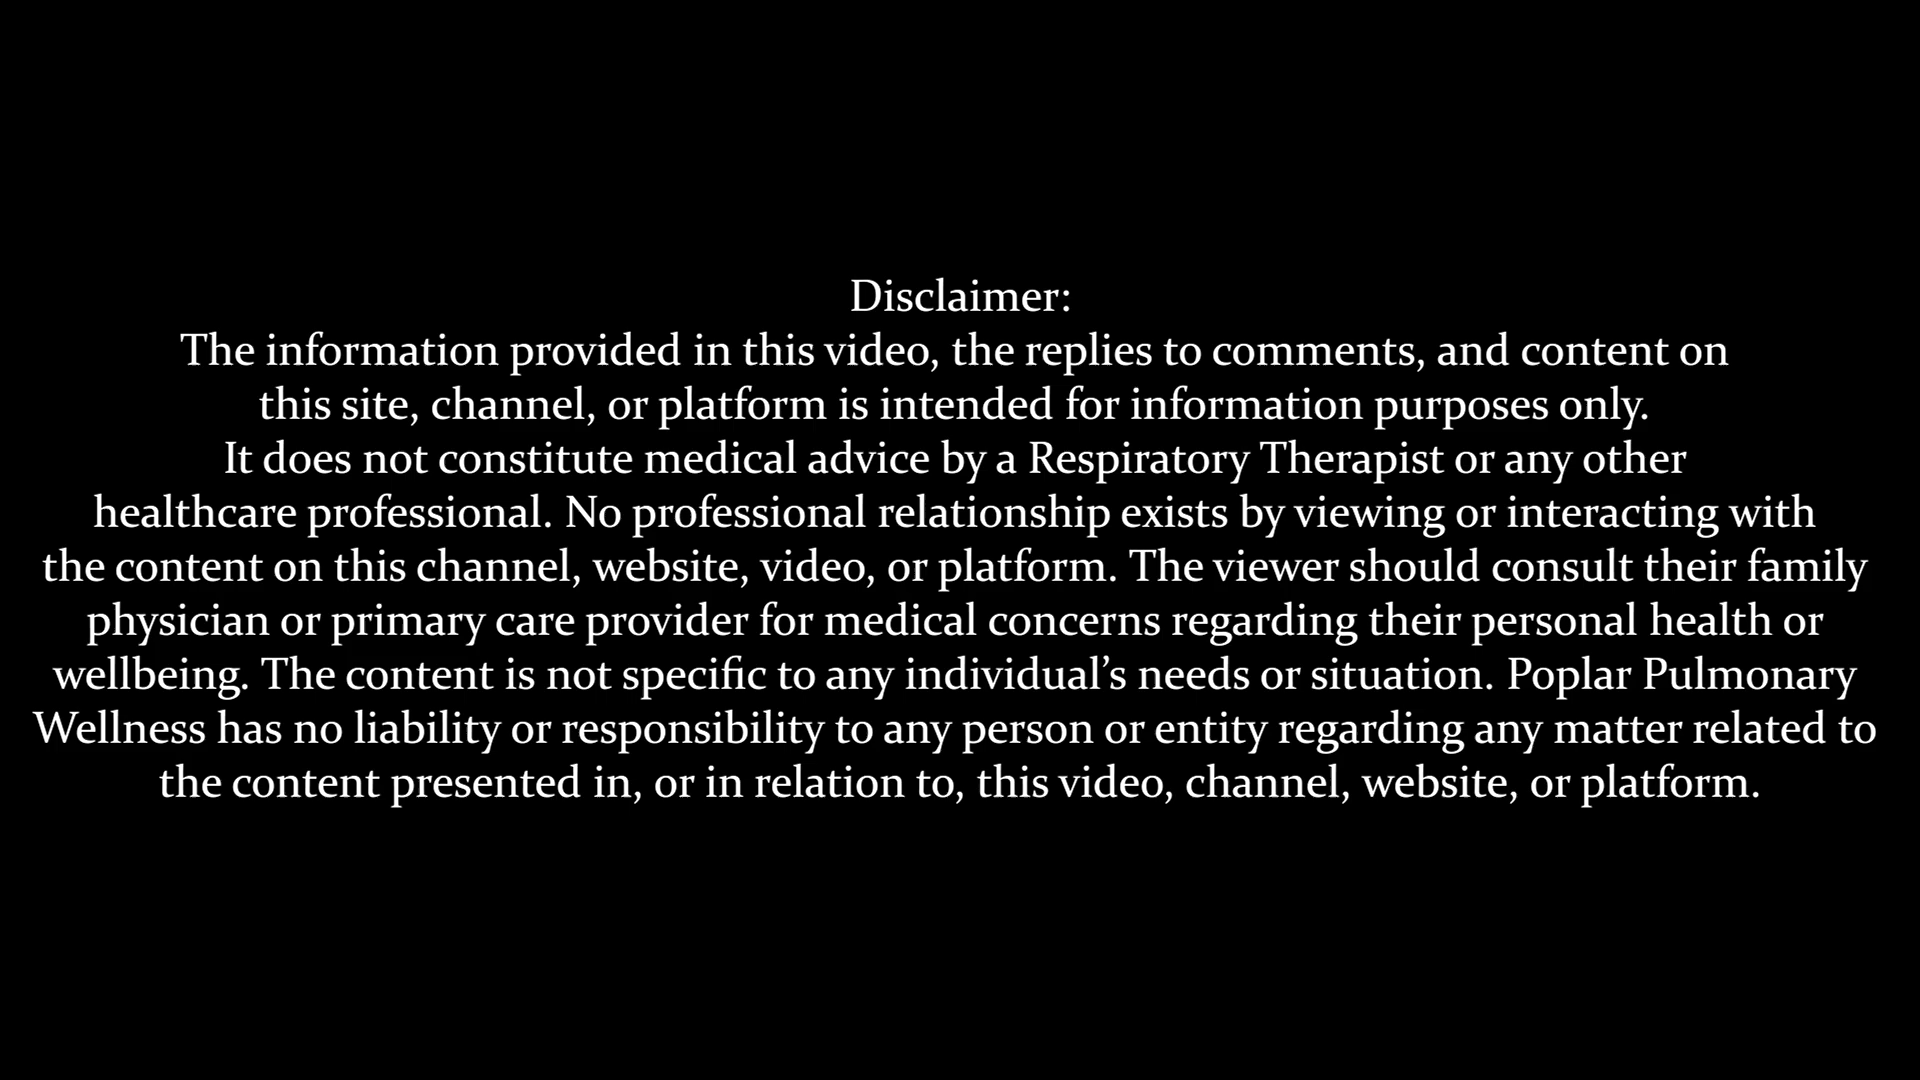 Disclaimer:
The information provided in this video, the replies to comments, and content on
this site, channel, or platform is intended for information purposes only.
It does not constitute medical advice by a Respiratory Therapist or any other
healthcare professional. No professional relationship exists by viewing or interacting with
the content on this channel, website, video, or platform. The viewer should consult their family
physician or primary care provider for medical concerns regarding their personal health or
wellbeing. The content is not specific to any individual’s needs or situation. Poplar Pulmonary
Wellness has no liability or responsibility to any person or entity regarding any matter related to
the content presented in, or in relation to, this video, channel, website, or platform.